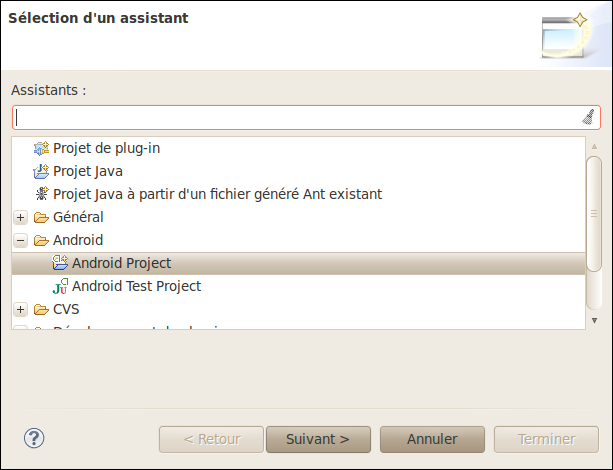 Sélection d'un assistant
Assistants :
Projet de plug-in
Projet Java
Projet Java à partir d'un fichier généré Ant existant
Général
Android
Android Project
Android Test Project
CVS
< Retour
Suivant >
Annuler
Terminer